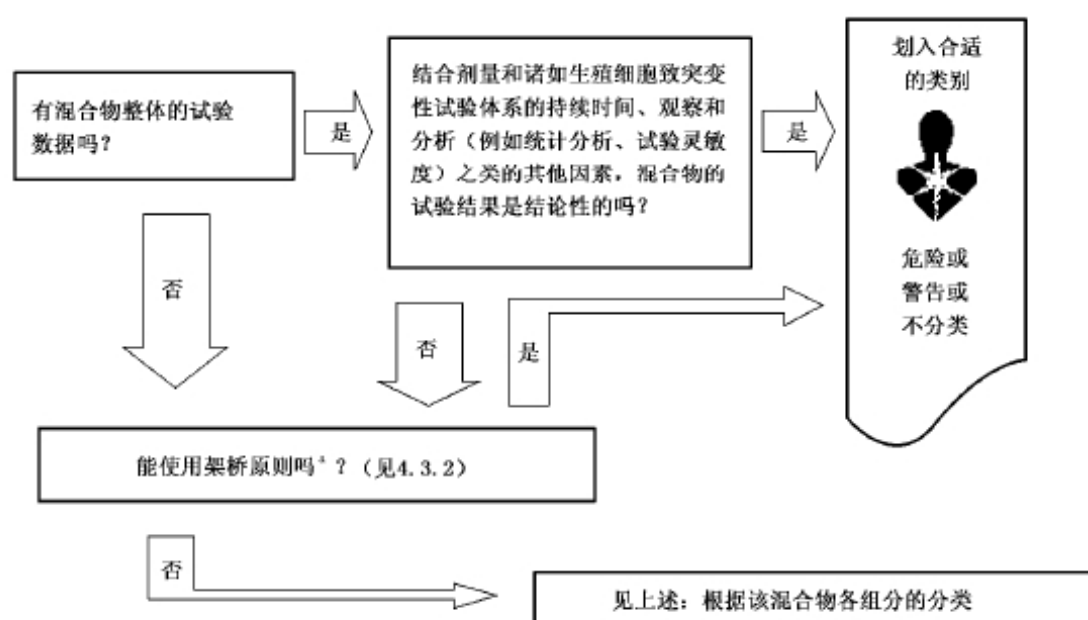 有混合物整体的试验
数据吗？
是
结合剂量和诸如生殖细胞致突变
性试验体系的持续时间、观察和
分析（例如统计分析、试验灵敏
度）之类的其他因素，混合物的
试验结果是结论性的吗？
是
划入合适
的类别
危险或
警告或
不分类
否
否
是
能使用架桥原则吗？（见4.3.2）
否
见上述：根据该混合物各组分的分类